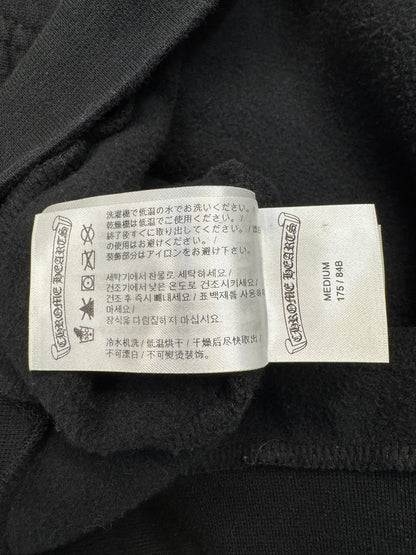 CHROME HEARTS
洗濯機で低温の水でお洗いください。/
乾燥機は低温でご使用ください。/
終了後すぐに取り出してください。/
の使用はお避けください。/
装飾部分はアイロンをお避け下さい。
세탁기에서 찬물로 세탁하세요 /
건조기에서 낮은 온도로 건조시키세요 /
건조 후 즉시 빼내세요 / 표백제를 사용하지
마세요 /
장식을 다림질하지 마십시요.
冷水机洗 / 低温烘干 / 干燥后尽快取出 /
不可漂白 / 不可熨烫装饰。
CHROME HEARTS
MEDIUM
175 / 84B